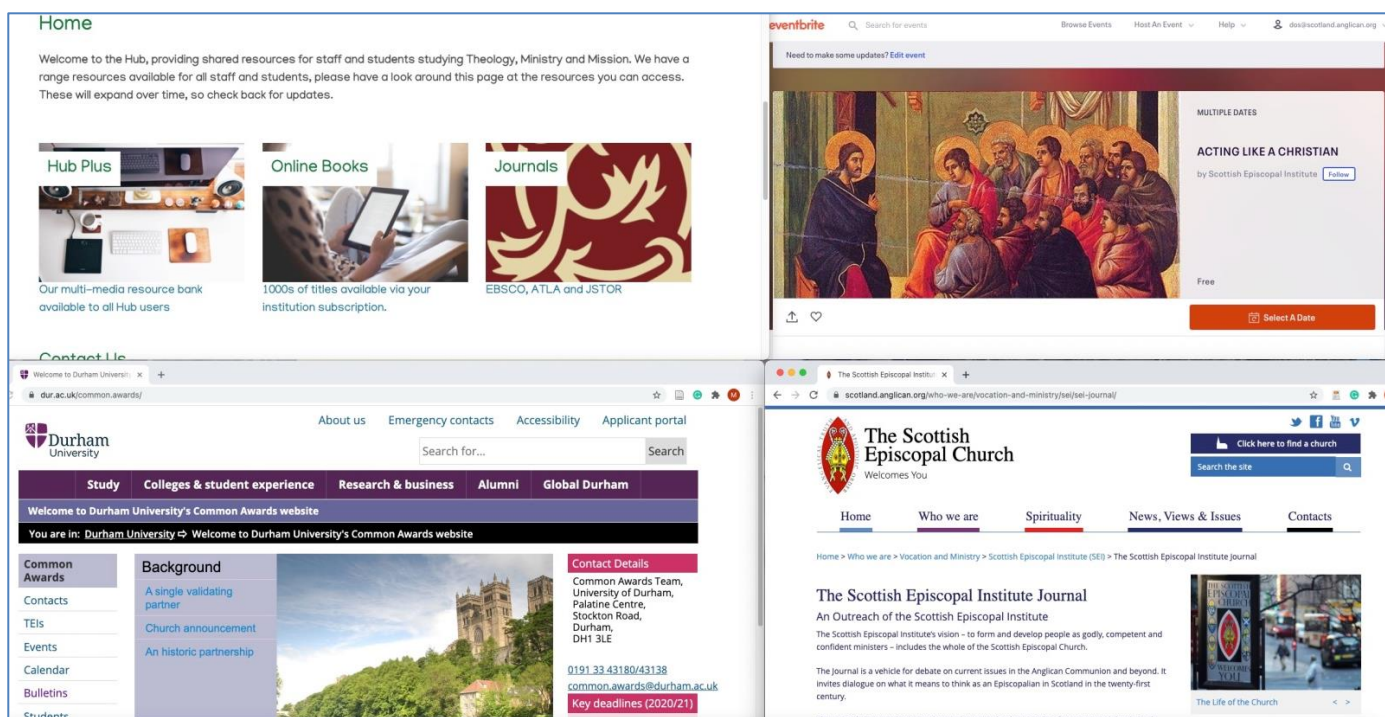 Home
Welcome to the Hub, providing shared resources for staff and students studying Theology, Ministry and Mission. We have a
range resources available for all staff and students, please have a look around this page at the resources you can access.
These will expand over time, so check back for updates.
Hub Plus
Online Books
Journals
Our multi-media resource bank
available to all Hub users
1000s of titles available via your
institution subscription.
EBSCO, ATLA and JSTOR
Contact Us
eventbrite
Search for events
Browse Events
Host An Event
Help
dos@scotland.anglican.org
Need to make some updates? Edit event
MULTIPLE DATES
ACTING LIKE A CHRISTIAN
by Scottish Episcopal Institute Follow
Free
Select A Date
Welcome to Durham University
dur.ac.uk/common.awards/
M
About us Emergency contacts Accessibility Applicant portal
Durham
University
Search for... Search
Study Colleges & student experience Research & business Alumni Global Durham
Welcome to Durham University's Common Awards website
You are in: Durham University ⇨ Welcome to Durham University's Common Awards website
Common
Awards
Contacts
TEIs
Events
Calendar
Bulletins
Students
Background
A single validating
partner
Church announcement
An historic partnership
Contact Details
Common Awards Team,
University of Durham,
Palatine Centre,
Stockton Road,
Durham,
DH1 3LE
0191 33 43180/43138
common.awards@durham.ac.uk
Key deadlines (2020/21)
The Scottish Episcopal Institut
scotland.anglican.org/who-we-are/vocation-and-ministry/sei/sei-journal/
The Scottish
Episcopal Church
Welcomes You
Click here to find a church
Search the site
Home Who we are Spirituality News, Views & Issues Contacts
Home > Who we are > Vocation and Ministry > Scottish Episcopal Institute (SEI) > The Scottish Episcopal Institute Journal
The Scottish Episcopal Institute Journal
An Outreach of the Scottish Episcopal Institute
The Scottish Episcopal Institute's vision – to form and develop people as godly, competent and
confident ministers – includes the whole of the Scottish Episcopal Church.
The Journal is a vehicle for debate on current issues in the Anglican Communion and beyond. It
invites dialogue on what it means to think as an Episcopalian in Scotland in the twenty-first
century.
THE SCOTTISH
EPISCOPAL
CHURCH
WELCOMES
YOU
The Life of the Church < >